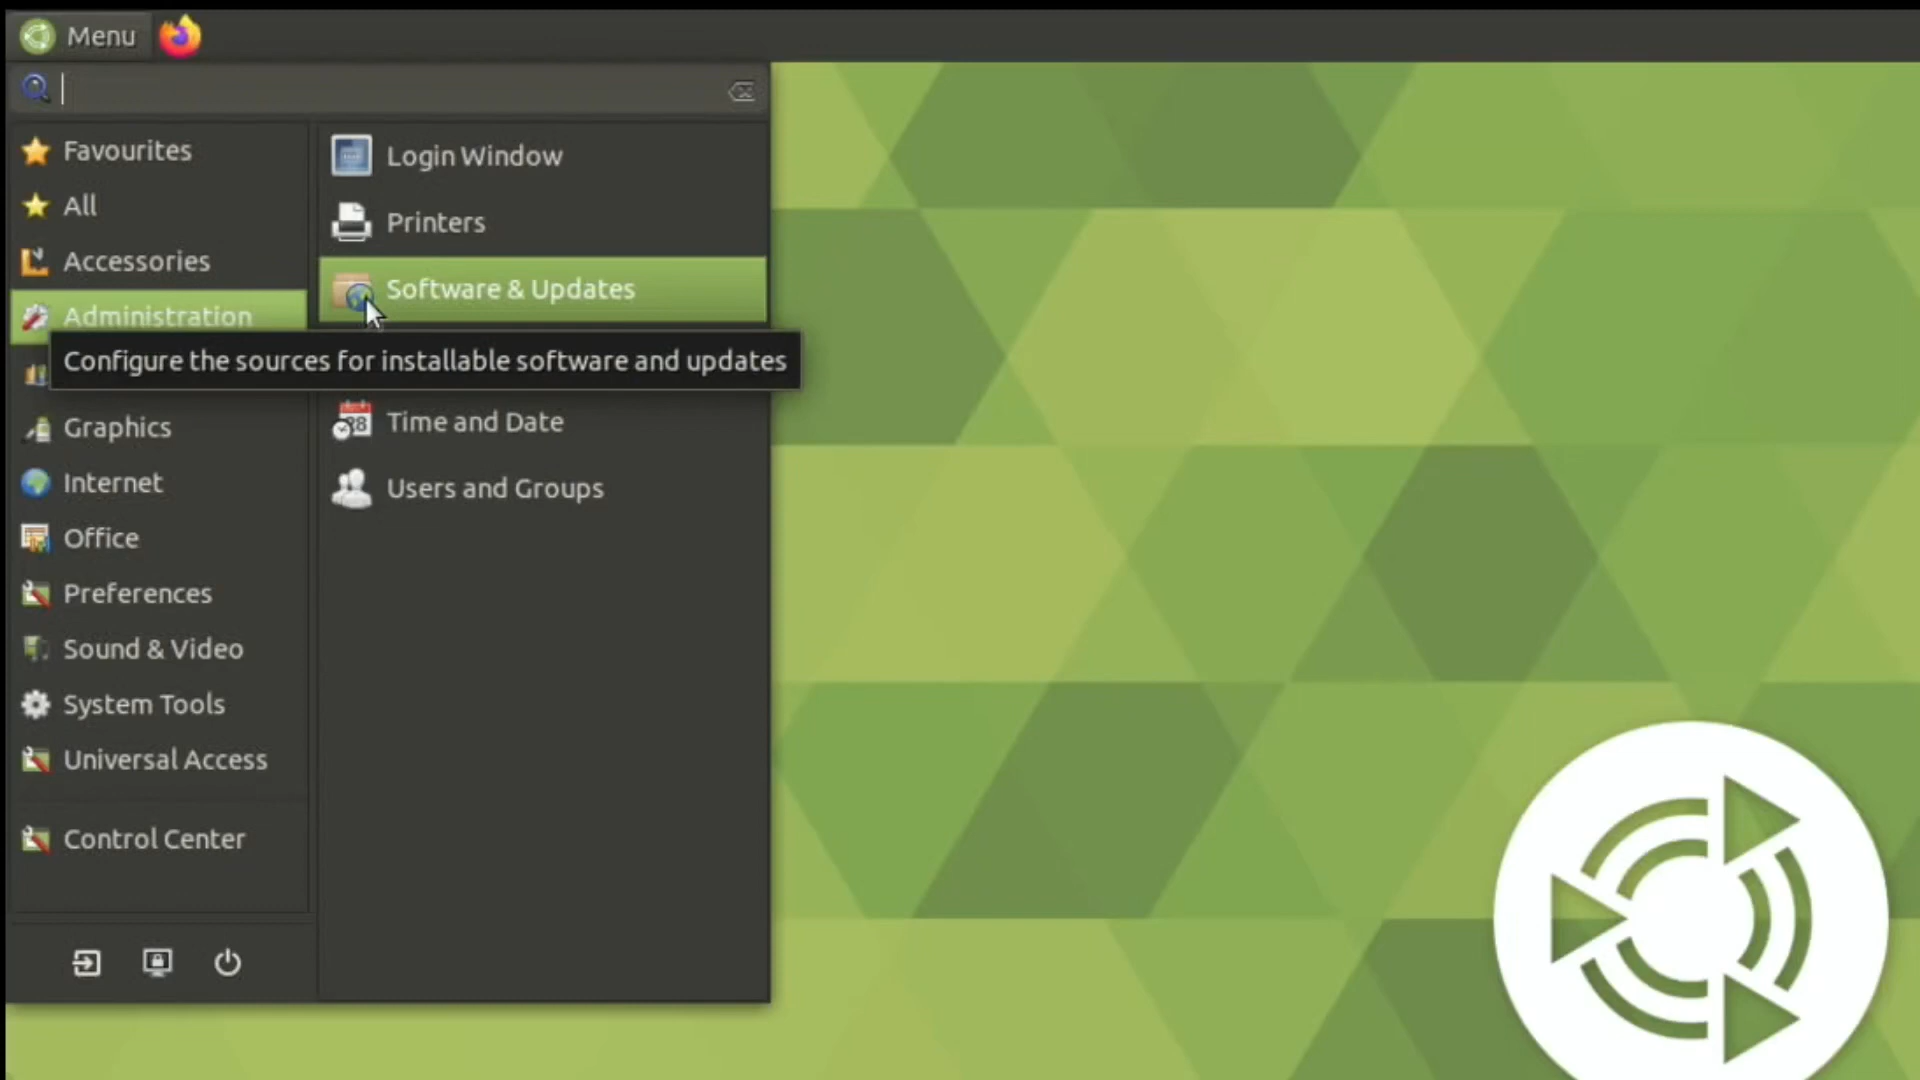 Menu
Favourites
All
Accessories
Administration
Graphics
Internet
Office
Preferences
Sound & Video
System Tools
Universal Access
Control Center
Login Window
Printers
Software & Updates
Configure the sources for installable software and updates
28
Time and Date
Users and Groups